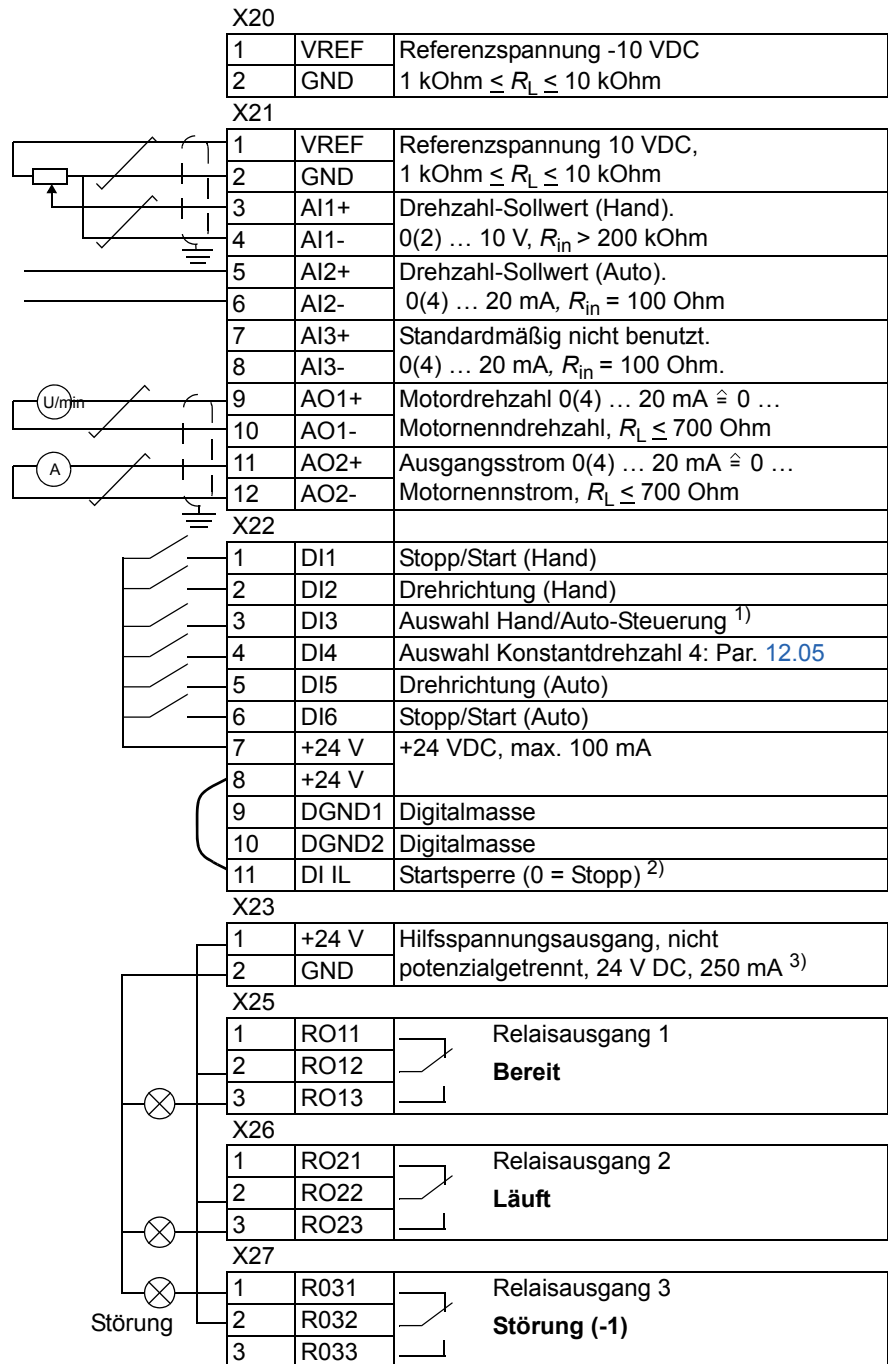 X20
1 VREF Referenzspannung -10 VDC
2 GND 1 kOhm ≤ RL ≤ 10 kOhm
X21
1 VREF Referenzspannung 10 VDC,
2 GND 1 kOhm ≤ RL ≤ 10 kOhm
3 AI1+ Drehzahl-Sollwert (Hand).
4 AI1- 0(2) … 10 V, Rin > 200 kOhm
5 AI2+ Drehzahl-Sollwert (Auto).
6 AI2- 0(4) … 20 mA, Rin = 100 Ohm
7 AI3+ Standardmäßig nicht benutzt.
8 AI3- 0(4) … 20 mA, Rin = 100 Ohm.
U/min 9 AO1+ Motordrehzahl 0(4) … 20 mA ≙ 0 …
10 AO1- Motornenndrehzahl, RL ≤ 700 Ohm
A 11 AO2+ Ausgangsstrom 0(4) … 20 mA ≙ 0 …
12 AO2- Motornennstrom, RL ≤ 700 Ohm
X22
1 DI1 Stopp/Start (Hand)
2 DI2 Drehrichtung (Hand)
3 DI3 Auswahl Hand/Auto-Steuerung 1)
4 DI4 Auswahl Konstantdrehzahl 4: Par. 12.05
5 DI5 Drehrichtung (Auto)
6 DI6 Stopp/Start (Auto)
7 +24 V +24 VDC, max. 100 mA
8 +24 V
9 DGND1 Digitalmasse
10 DGND2 Digitalmasse
11 DI IL Startsperre (0 = Stopp) 2)
X23
1 +24 V Hilfsspannungsausgang, nicht
2 GND potenzialgetrennt, 24 V DC, 250 mA 3)
X25
1 RO11 Relaisausgang 1
2 RO12 Bereit
3 RO13
X26
1 RO21 Relaisausgang 2
2 RO22 Läuft
3 RO23
X27
1 R031 Relaisausgang 3
Störung 2 R032 Störung (-1)
3 R033